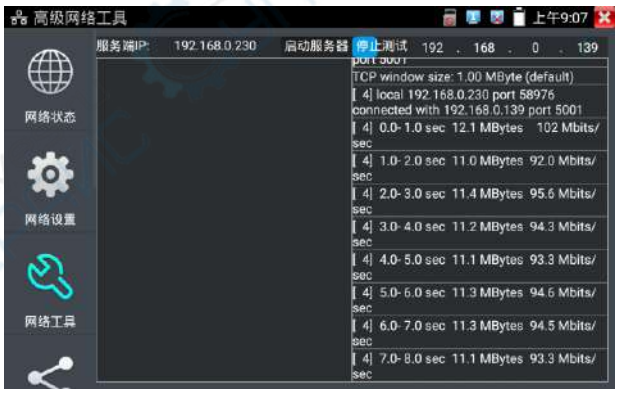 高级网络工具 上午9:07
服务端IP: 192.168.0.230 启动服务器 停止测试 192 . 168 . 0 . 139
port 5001
TCP window size: 1.00 MByte (default)
[ 4] local 192.168.0.230 port 58976
connected with 192.168.0.139 port 5001
[ 4] 0.0- 1.0 sec 12.1 MBytes 102 Mbits/
sec
[ 4] 1.0- 2.0 sec 11.0 MBytes 92.0 Mbits/
sec
[ 4] 2.0- 3.0 sec 11.4 MBytes 95.6 Mbits/
sec
[ 4] 3.0- 4.0 sec 11.2 MBytes 94.3 Mbits/
sec
[ 4] 4.0- 5.0 sec 11.1 MBytes 93.3 Mbits/
sec
[ 4] 5.0- 6.0 sec 11.3 MBytes 94.6 Mbits/
sec
[ 4] 6.0- 7.0 sec 11.3 MBytes 94.5 Mbits/
sec
[ 4] 7.0- 8.0 sec 11.1 MBytes 93.3 Mbits/
sec
网络状态
网络设置
网络工具